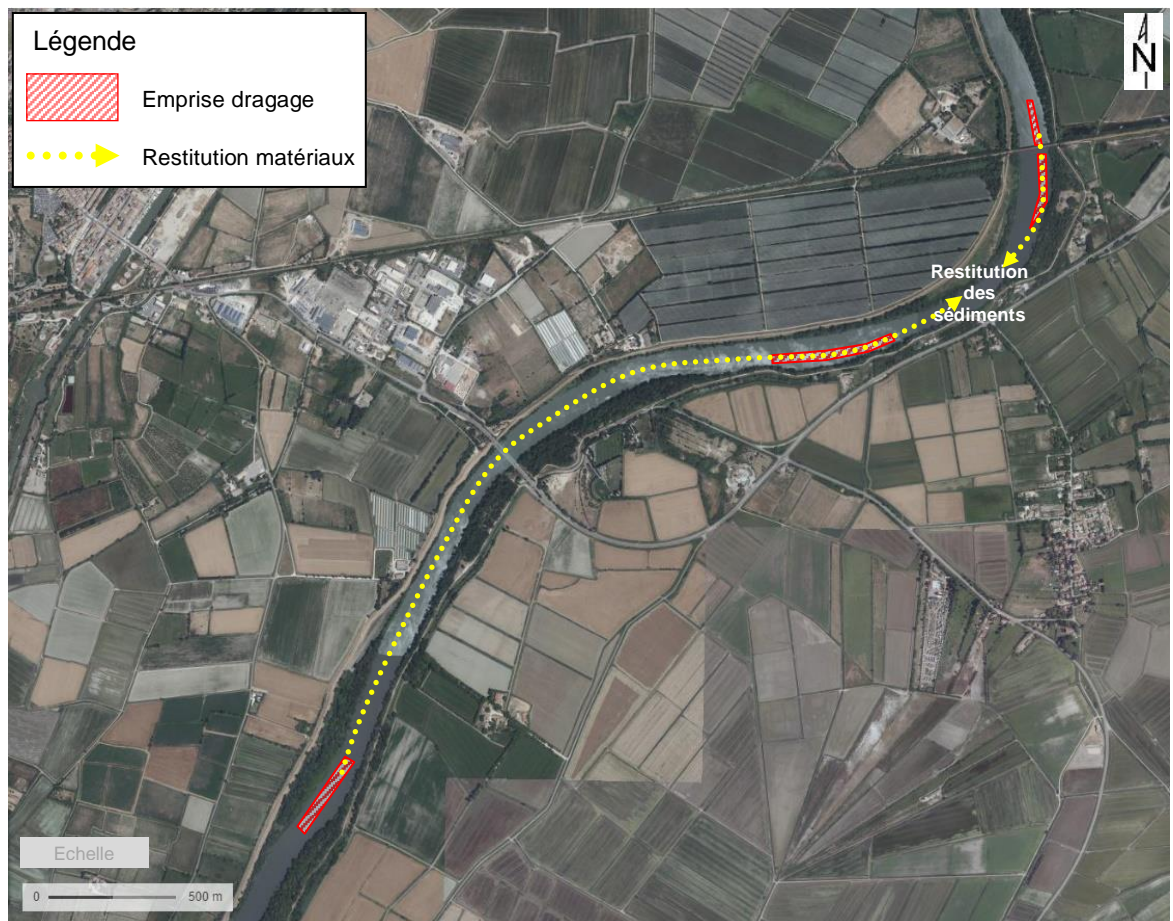 Légende
Emprise dragage
Restitution matériaux
N
Restitution
des
sédiments
Echelle
0 500 m